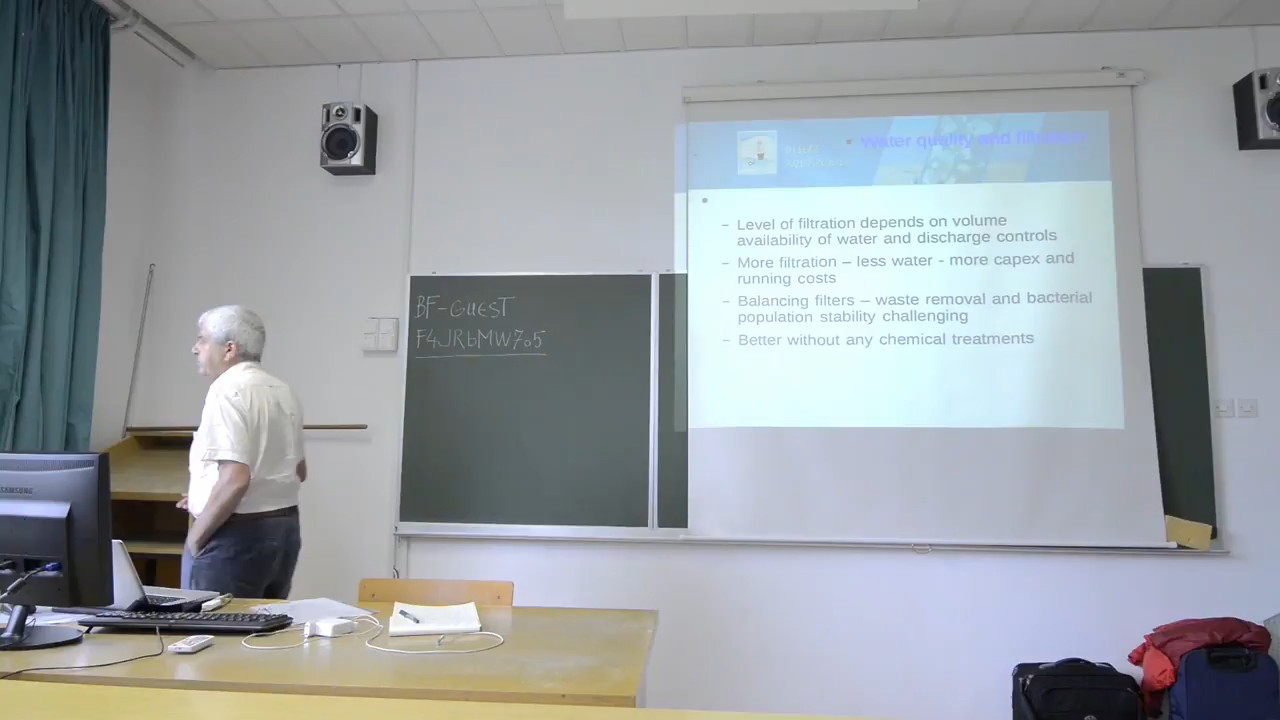 BF-GUEST
F4JRbMW7o5
• Water quality and filtration
•
– Level of filtration depends on volume
availability of water and discharge controls
– More filtration – less water - more capex and
running costs
– Balancing filters – waste removal and bacterial
population stability challenging
– Better without any chemical treatments
SAMSUNG